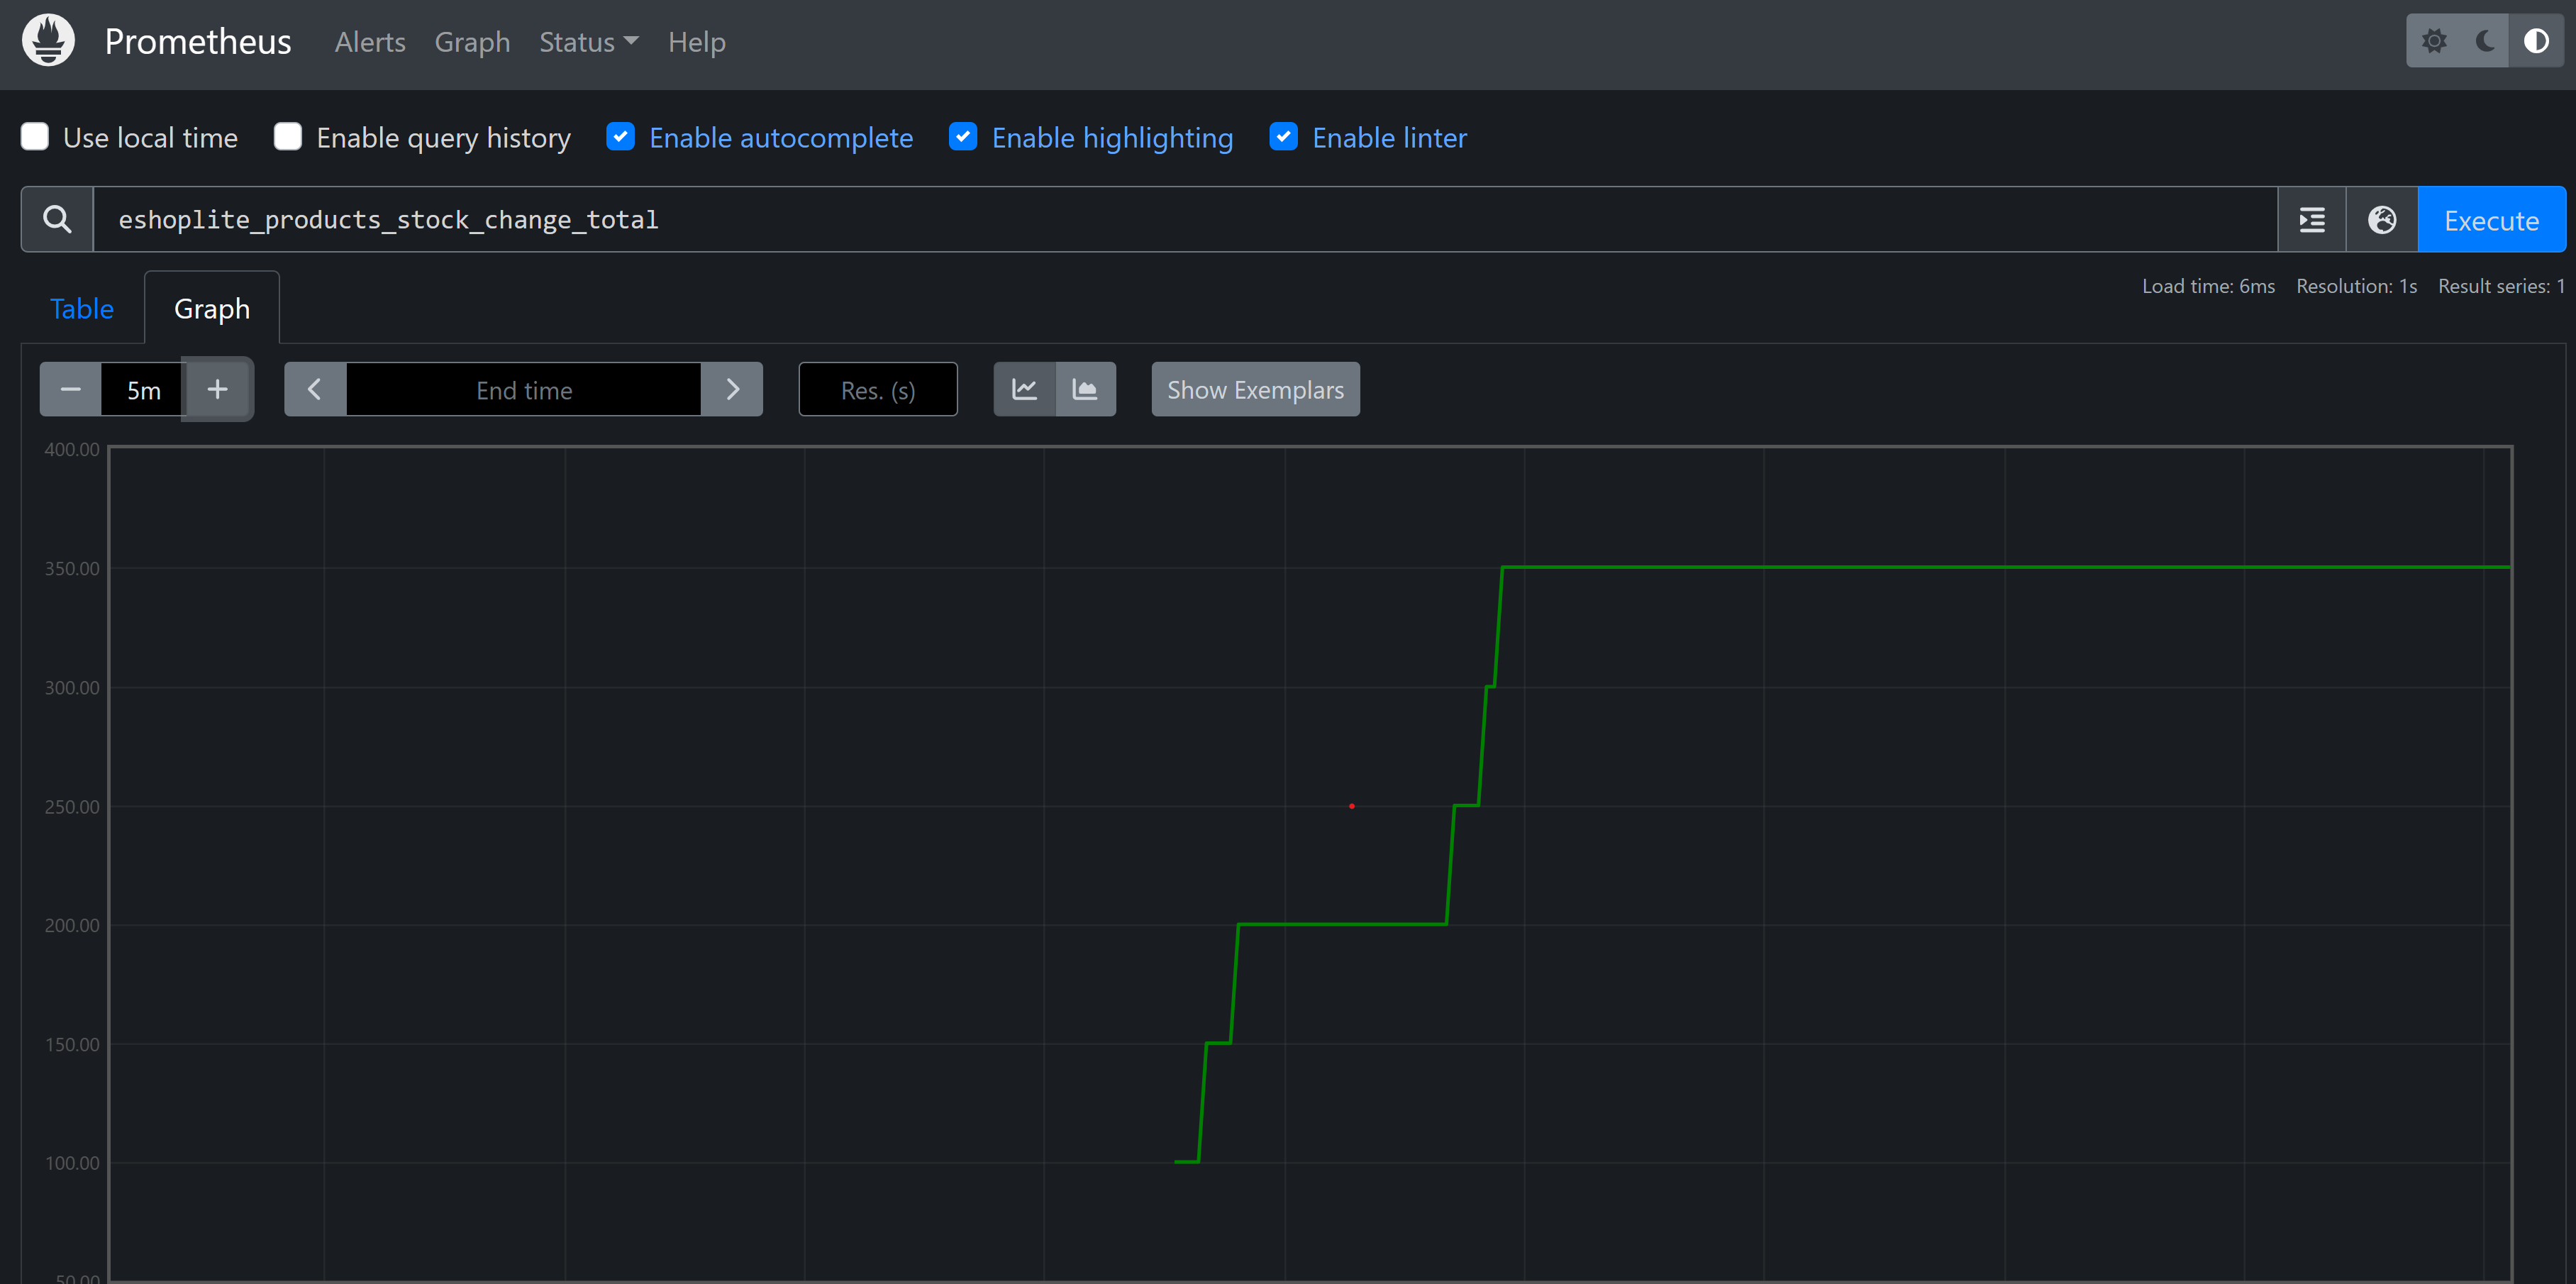 Prometheus Alerts Graph Status Help
Use local time Enable query history Enable autocomplete Enable highlighting Enable linter
eshoplite_products_stock_change_total Execute
Load time: 6ms Resolution: 1s Result series: 1
Table Graph
5m End time Res. (s) Show Exemplars
400.00
350.00
300.00
250.00
200.00
150.00
100.00
50.00